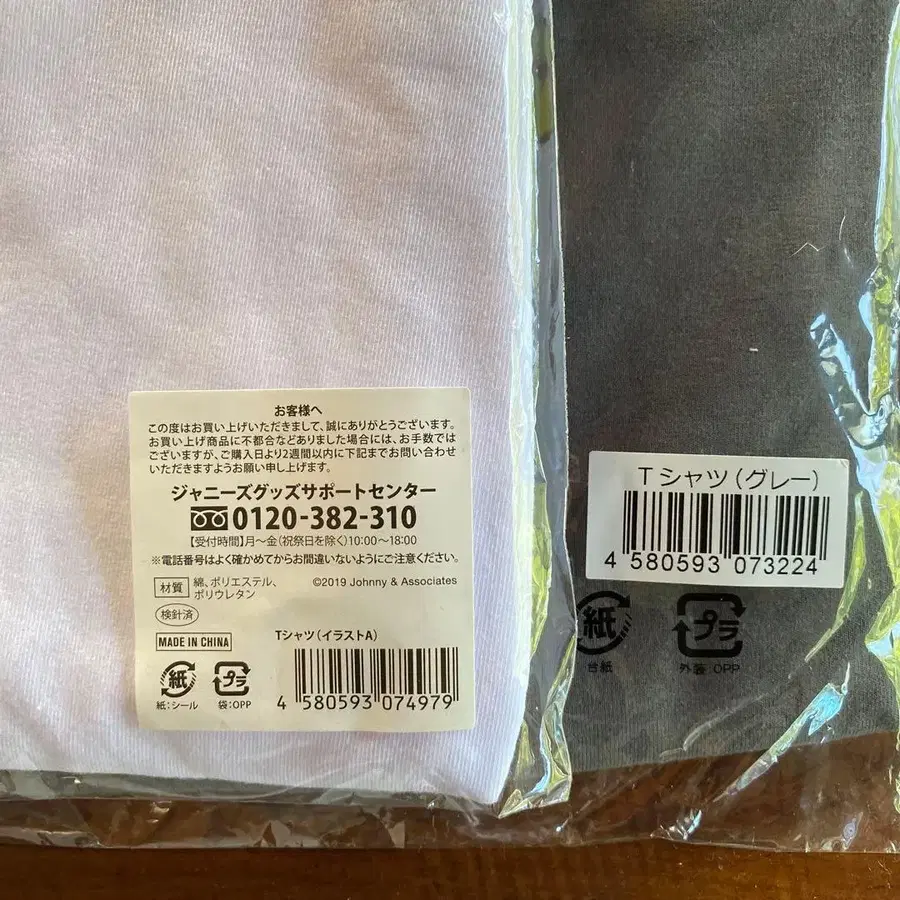 お客様へ
この度はお買い上げいただきまして、誠にありがとうございます。
お買い上げ商品に不都合などありました場合には、お手数では
ございますが、ご購入日より2週間以内に下記までお問い合わせ
いただきますようお願い申し上げます。
ジャニーズグッズサポートセンター
0120-382-310
【受付時間】月〜金(祝祭日を除く)10:00〜18:00
※電話番号はよく確かめてからお間違いないようにご注意ください。
材質 綿、ポリエステル、
ポリウレタン
©2019 Johnny & Associates
検針済
MADE IN CHINA
Tシャツ(イラストA)
紙
紙:シール
プラ
袋:OPP
4 580593 074979
Tシャツ(グレー)
4 580593 073224
紙
台紙
プラ
外装:OPP